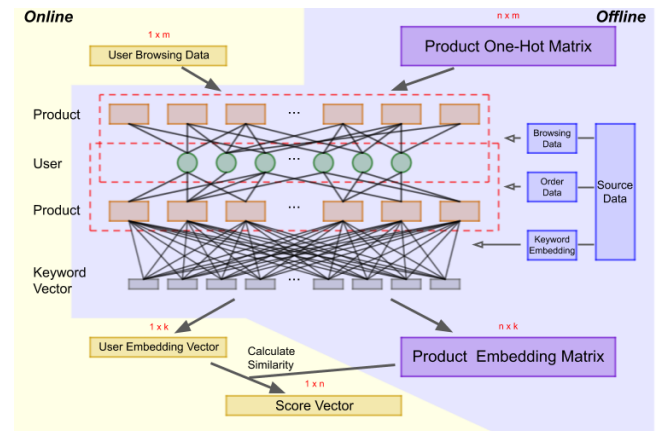 Online
Offline
1 x m
n x m
User Browsing Data
Product One-Hot Matrix
Product
...
Browsing
Data
User
...
Order
Data
Source
Data
Product
...
Keyword
Embedding
Keyword
Vector
...
1 x k
n x k
User Embedding Vector
Calculate
Similarity
Product Embedding Matrix
1 x n
Score Vector